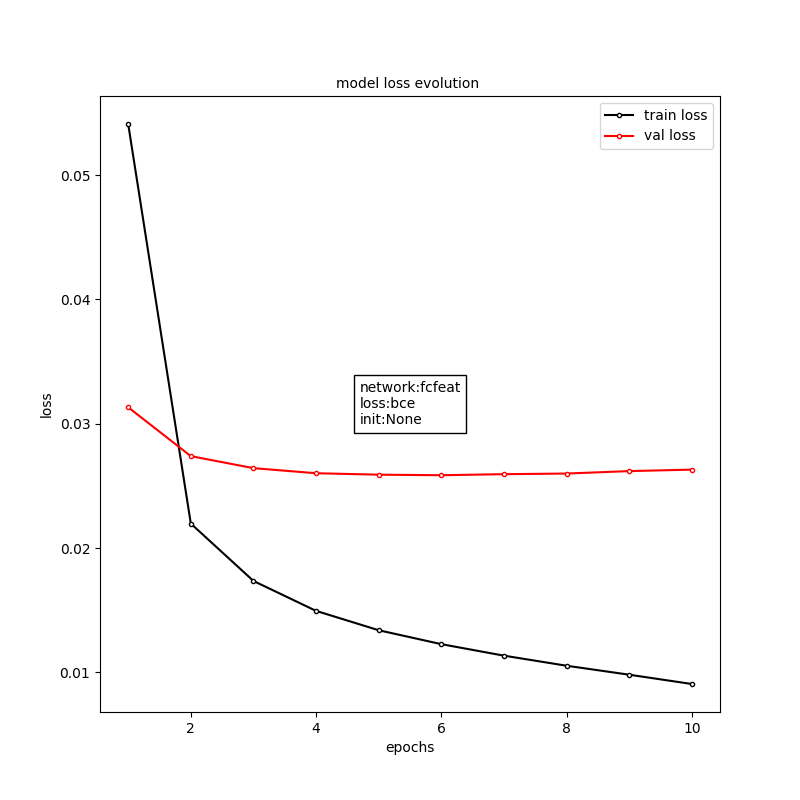 model loss evolution
train loss
val loss
0.05
0.04
0.03
0.02
0.01
loss
network:fcfeat
loss:bce
init:None
2
4
6
8
10
epochs